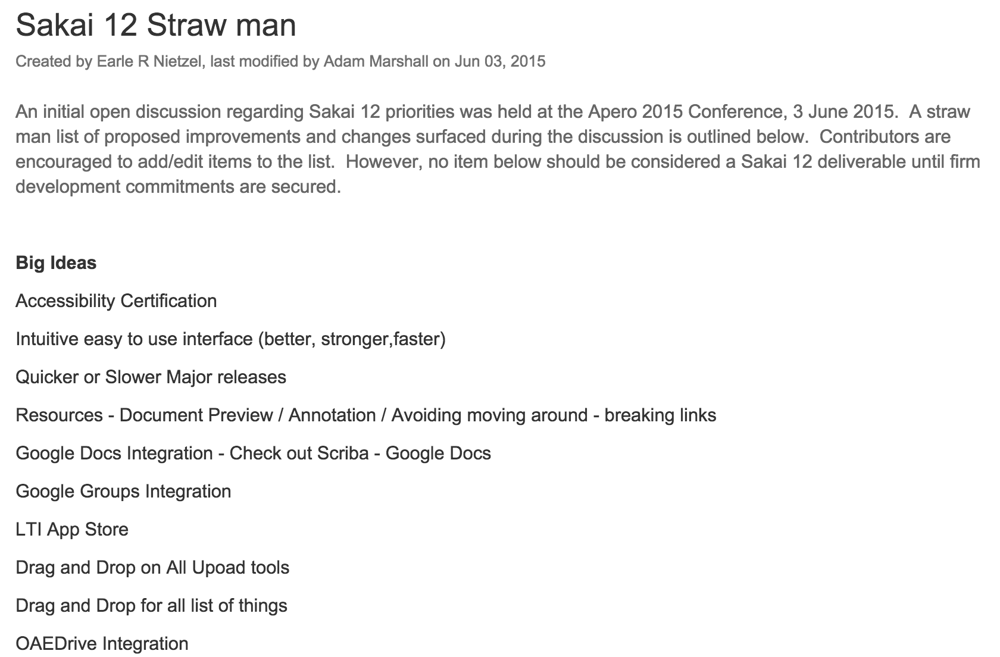 Sakai 12 Straw man
Created by Earle R Nietzel, last modified by Adam Marshall on Jun 03, 2015
An initial open discussion regarding Sakai 12 priorities was held at the Apero 2015 Conference, 3 June 2015.  A straw
man list of proposed improvements and changes surfaced during the discussion is outlined below.  Contributors are
encouraged to add/edit items to the list.  However, no item below should be considered a Sakai 12 deliverable until firm
development commitments are secured.
Big Ideas
Accessibility Certification
Intuitive easy to use interface (better, stronger,faster)
Quicker or Slower Major releases
Resources - Document Preview / Annotation / Avoiding moving around - breaking links
Google Docs Integration - Check out Scriba - Google Docs
Google Groups Integration
LTI App Store
Drag and Drop on All Upoad tools
Drag and Drop for all list of things
OAEDrive Integration